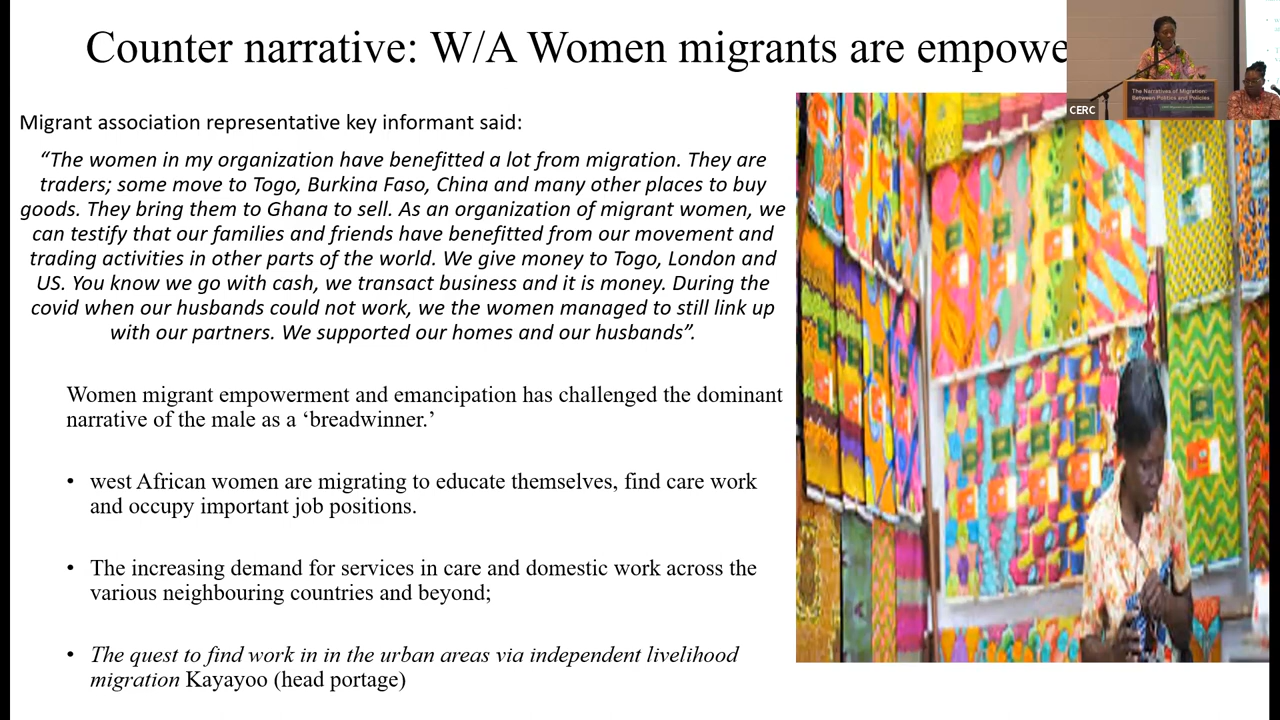 Counter narrative: W/A Women migrants are empowe
CERC
The Narratives of Migration:
Between Politics and Policies
Migrant association representative key informant said:
“The women in my organization have benefitted a lot from migration. They are
traders; some move to Togo, Burkina Faso, China and many other places to buy
goods. They bring them to Ghana to sell. As an organization of migrant women, we
can testify that our families and friends have benefitted from our movement and
trading activities in other parts of the world. We give money to Togo, London and
US. You know we go with cash, we transact business and it is money. During the
covid when our husbands could not work, we the women managed to still link up
with our partners. We supported our homes and our husbands”.
Women migrant empowerment and emancipation has challenged the dominant
narrative of the male as a ‘breadwinner.’
• west African women are migrating to educate themselves, find care work
and occupy important job positions.
• The increasing demand for services in care and domestic work across the
various neighbouring countries and beyond;
• The quest to find work in in the urban areas via independent livelihood
migration Kayayoo (head portage)